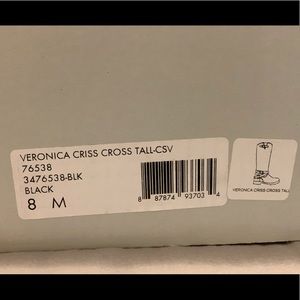 VERONICA CRISS CROSS TALL-CSV
76538
3476538-BLK
BLACK
8 M
8 87874 93703 4
VERONICA CRISS CROSS TALL